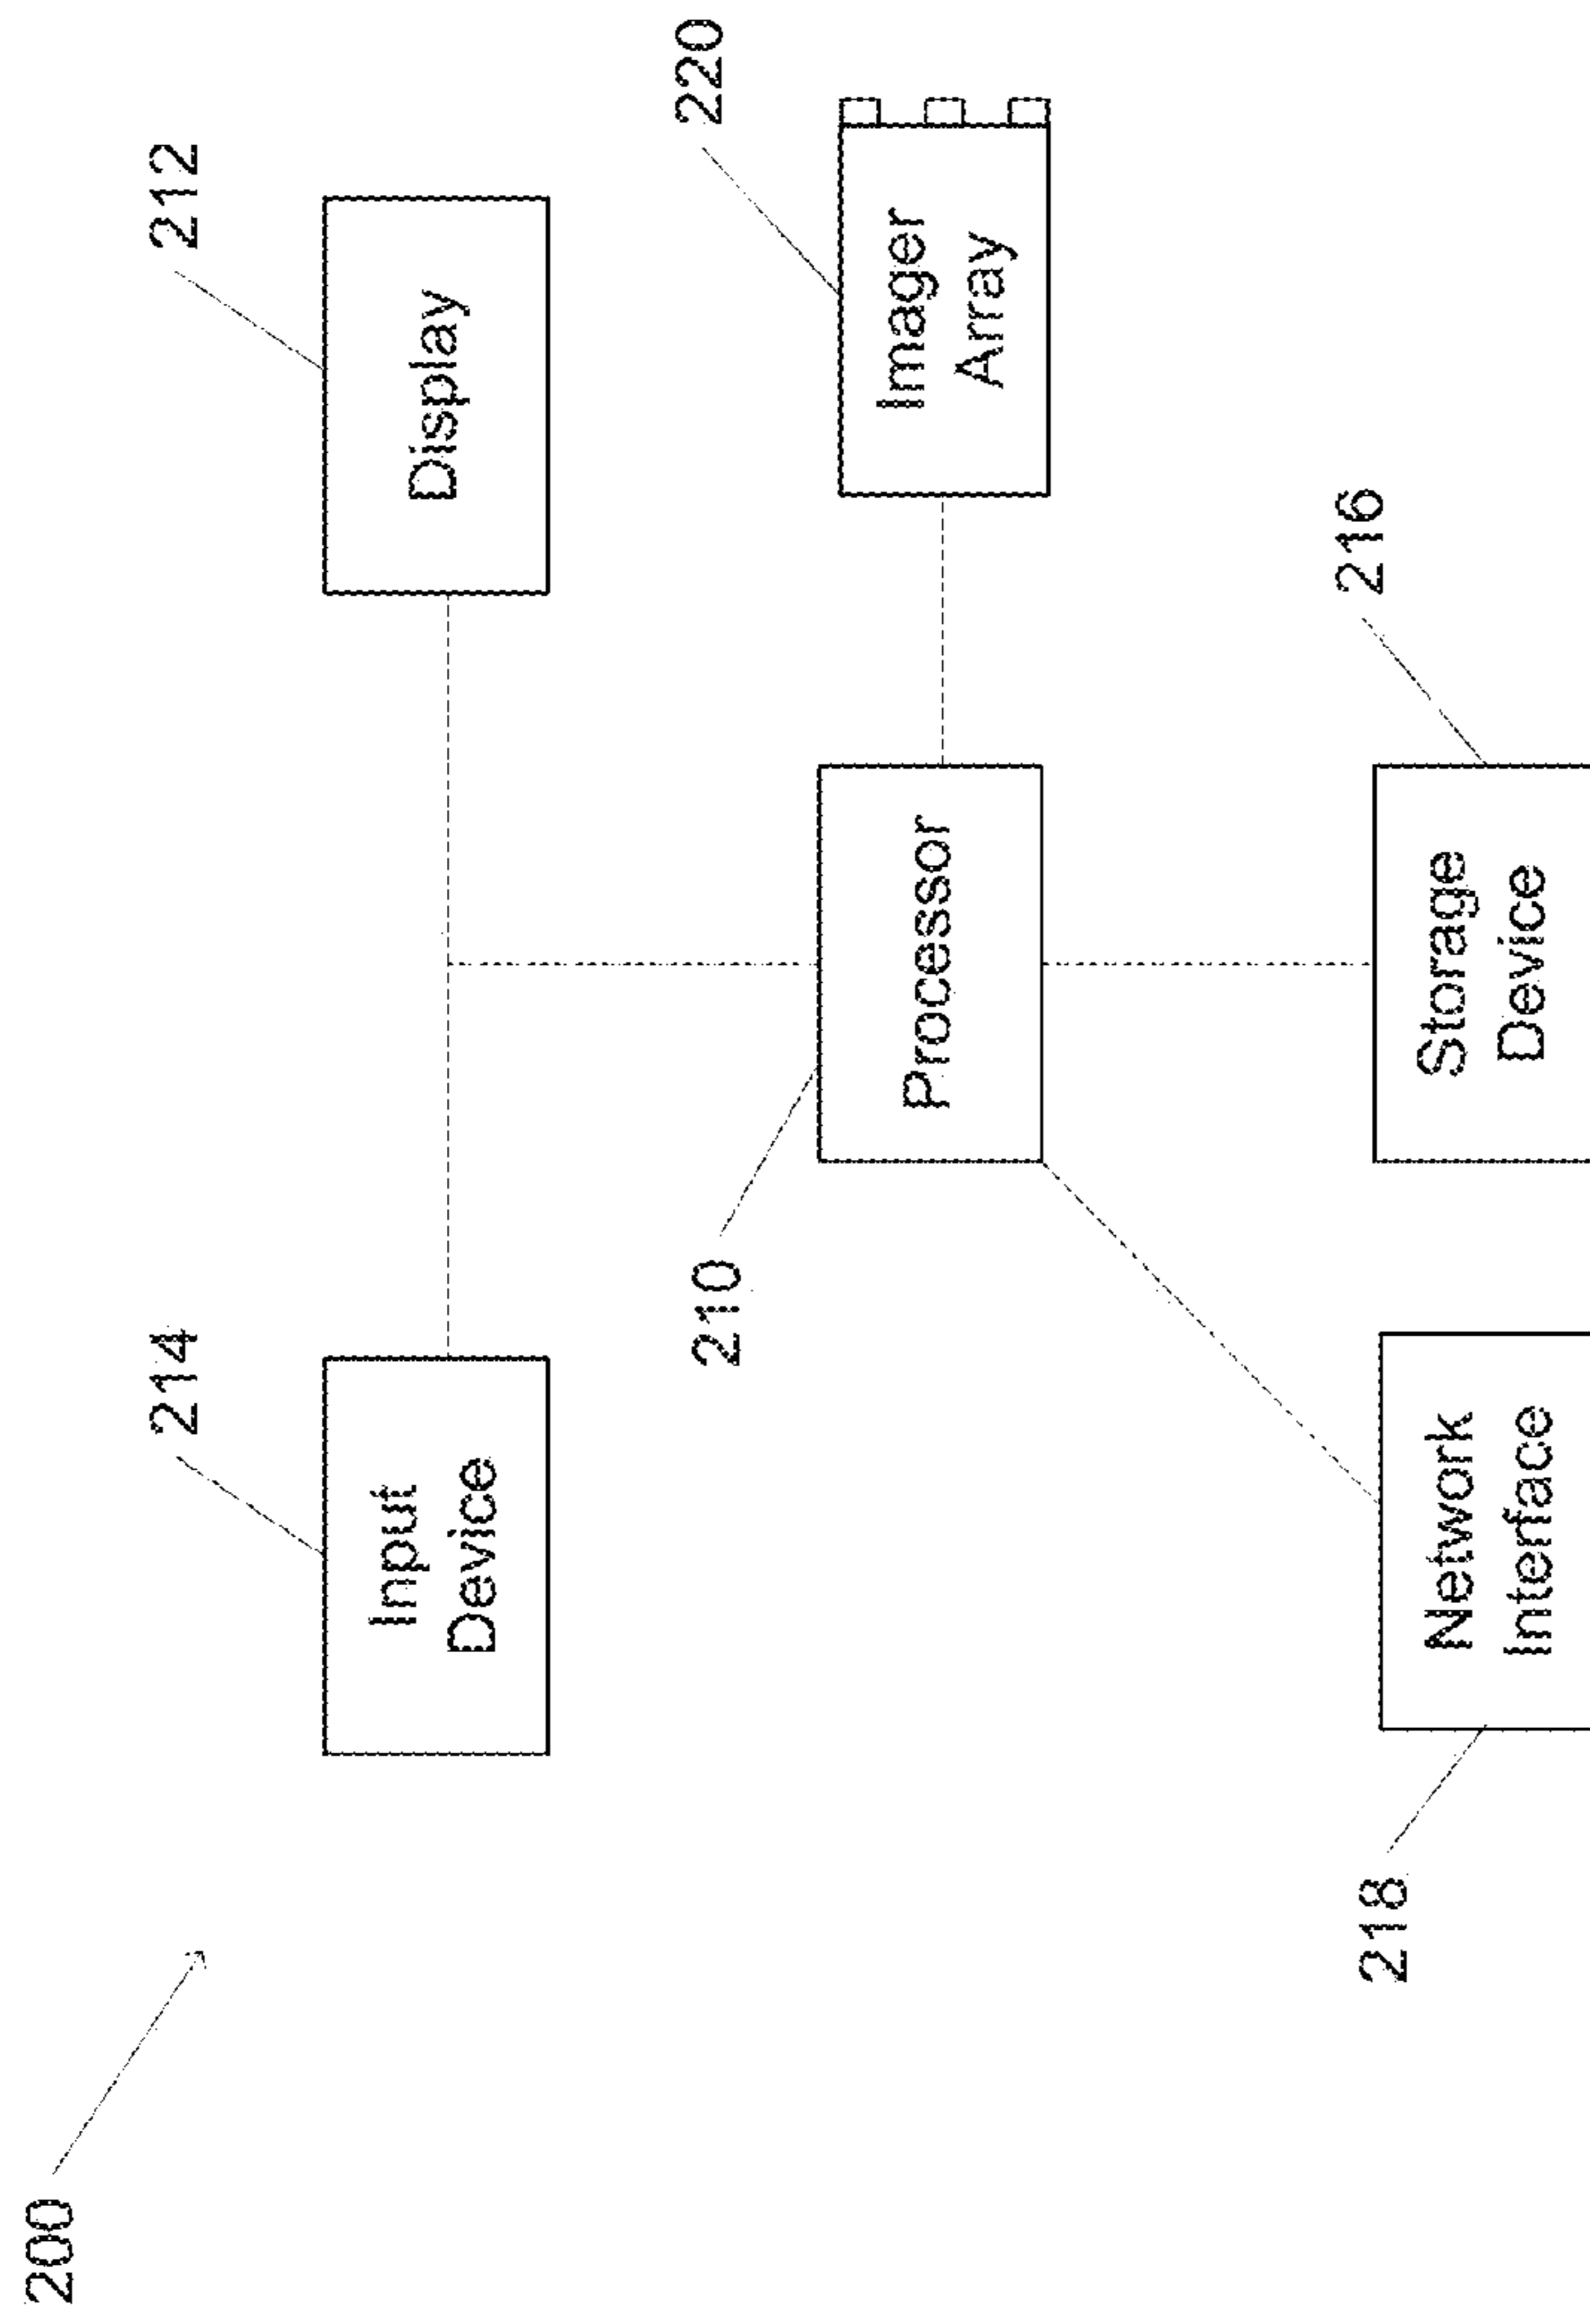 200
214
212
Input
Device
Display
210
220
Processor
Imager
Array
218
216
Network
Interface
Storage
Device